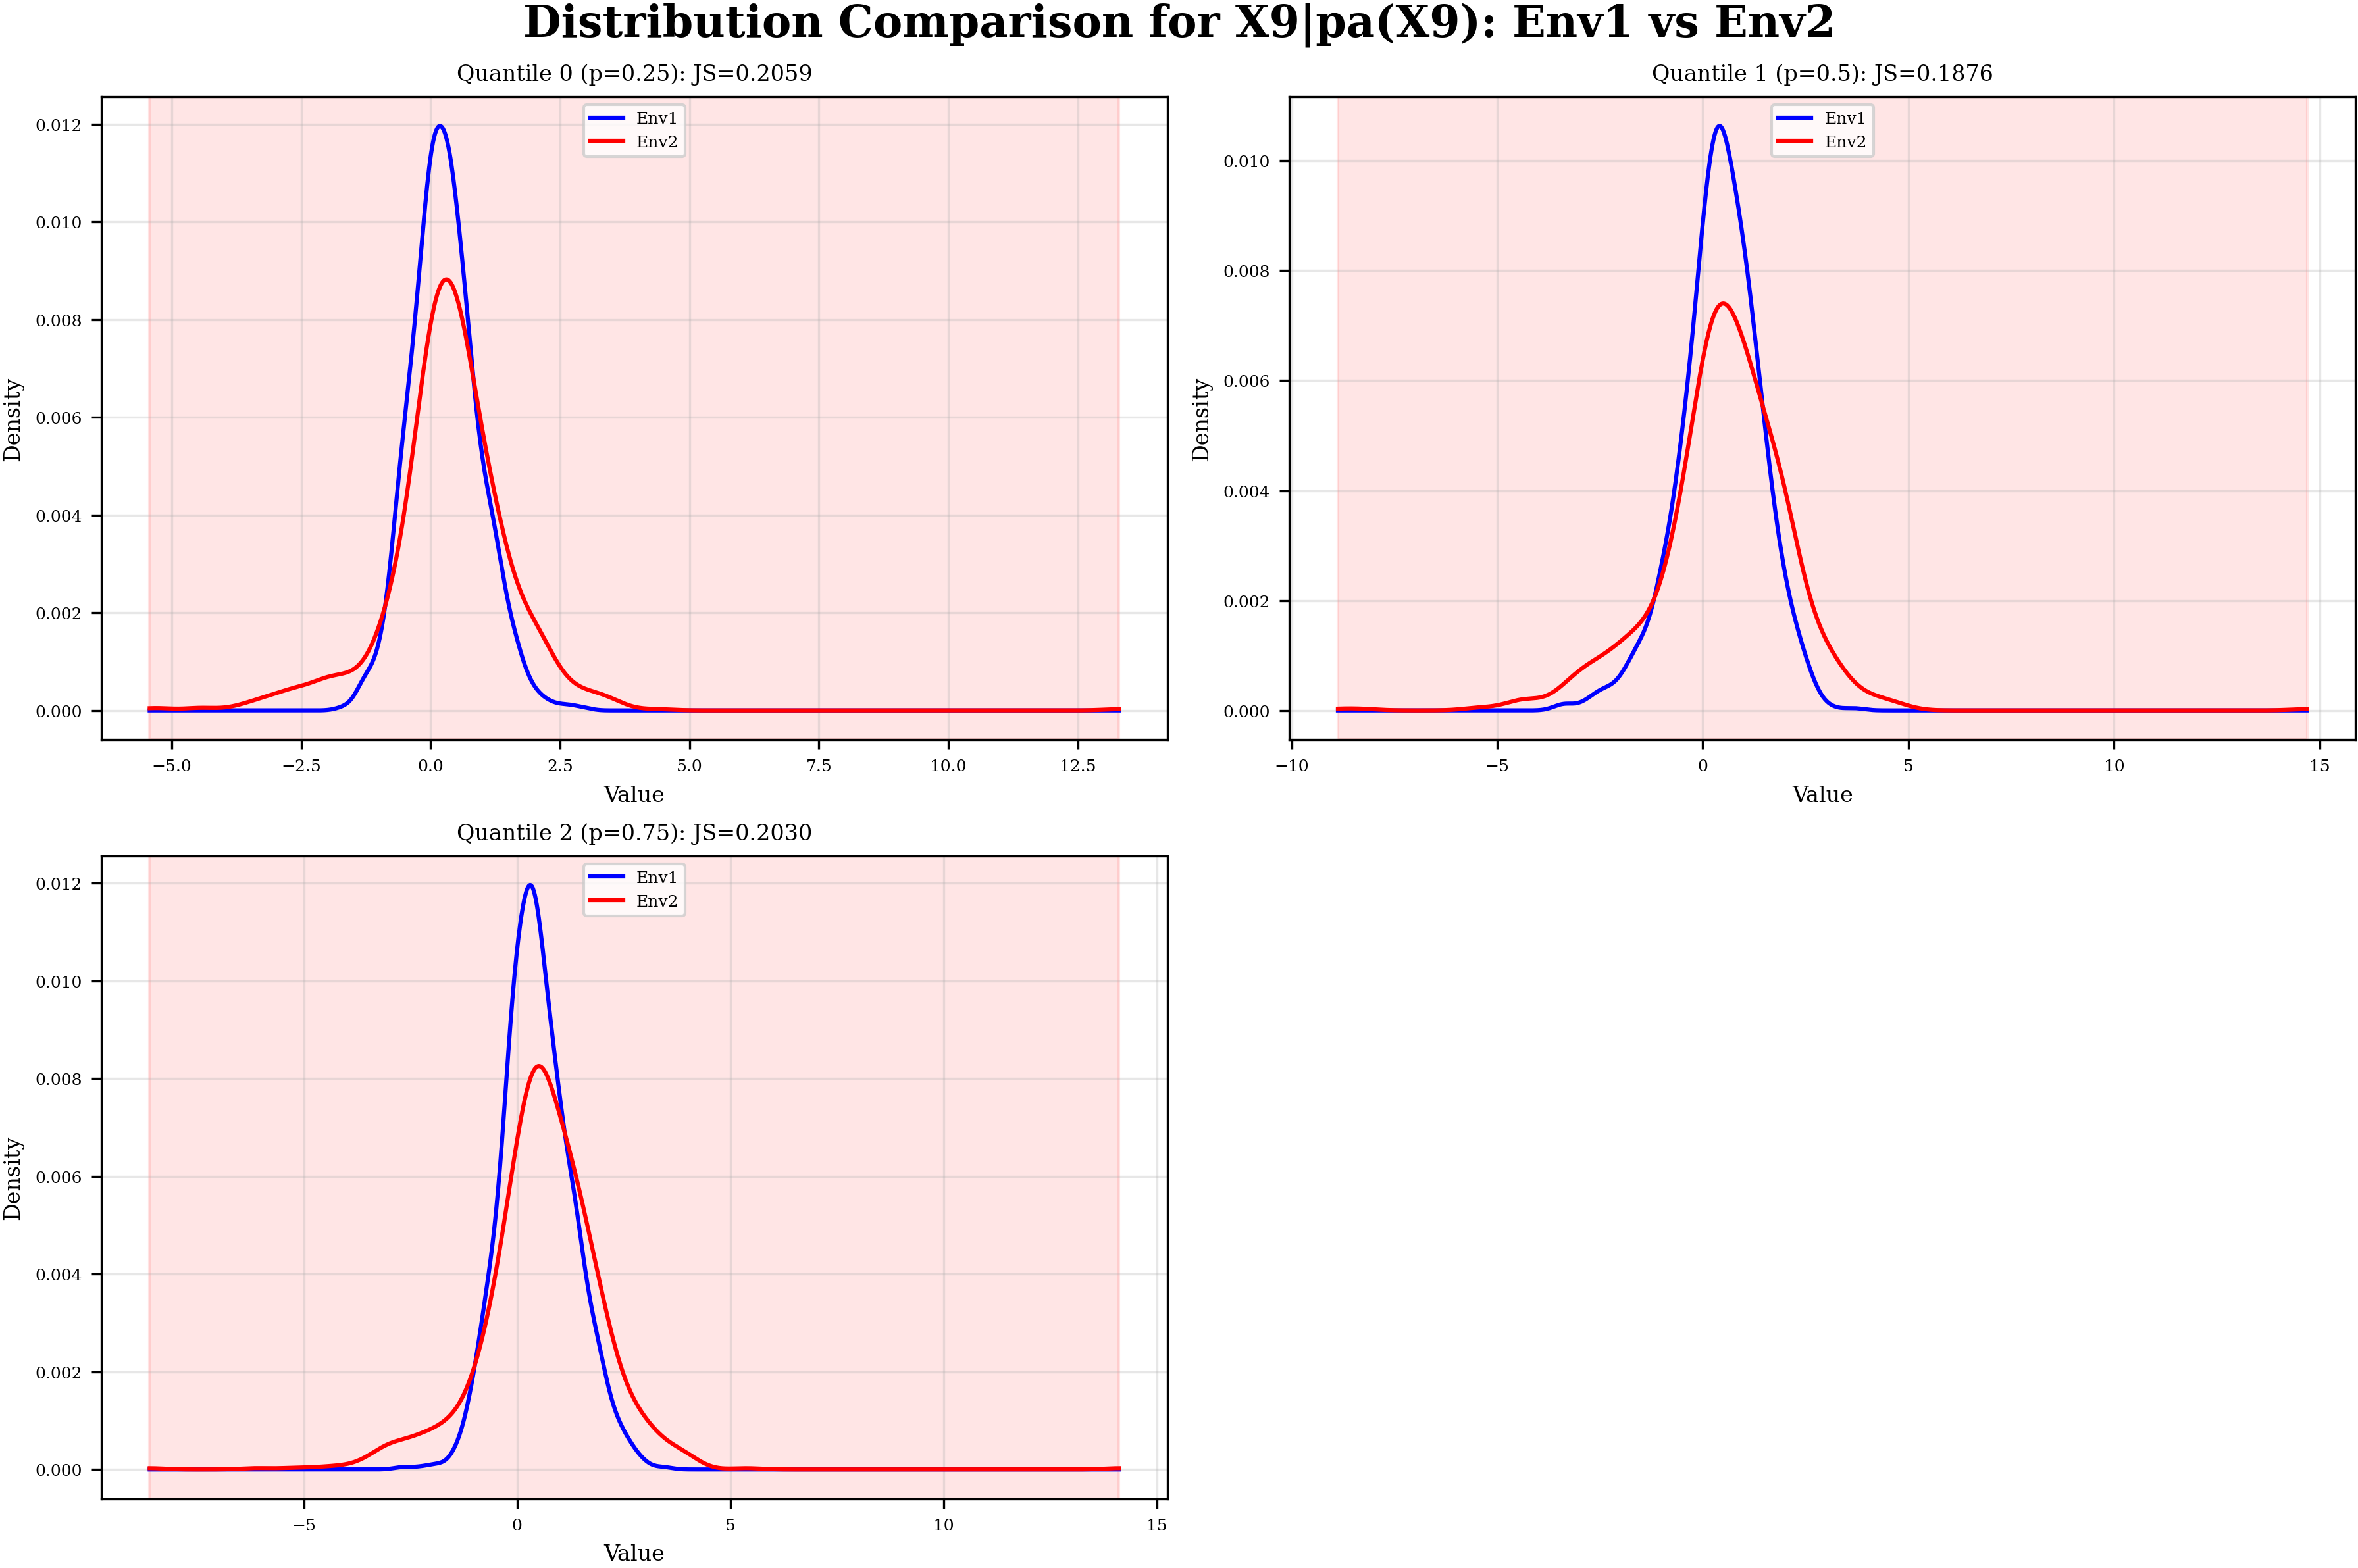 Distribution Comparison for X9|pa(X9): Env1 vs Env2
Quantile 0 (p=0.25): JS=0.2059
Env1
Env2
Density
0.012
0.010
0.008
0.006
0.004
0.002
0.000
−5.0 −2.5 0.0 2.5 5.0 7.5 10.0 12.5
Value
Quantile 1 (p=0.5): JS=0.1876
Env1
Env2
Density
0.010
0.008
0.006
0.004
0.002
0.000
−10 −5 0 5 10 15
Value
Quantile 2 (p=0.75): JS=0.2030
Env1
Env2
Density
0.012
0.010
0.008
0.006
0.004
0.002
0.000
−5 0 5 10 15
Value